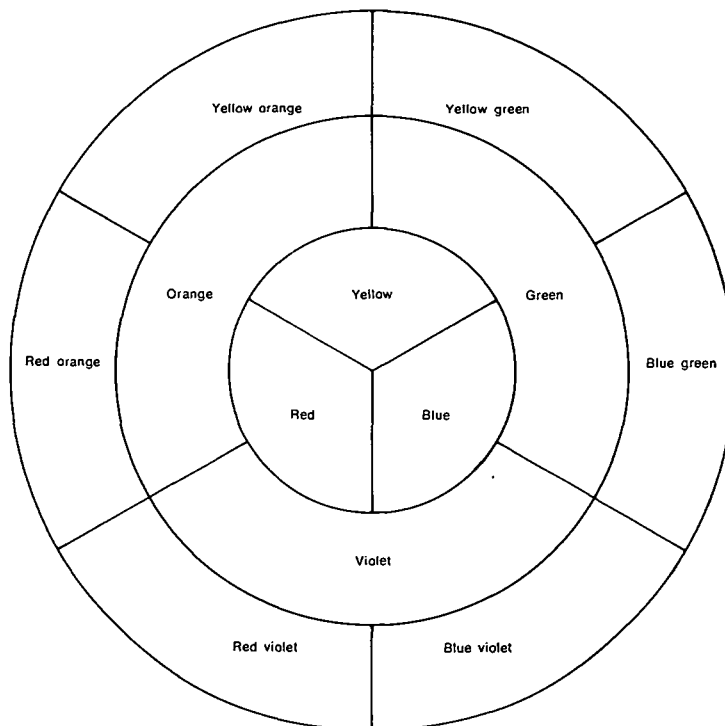 Yellow orange
Yellow green
Orange
Yellow
Green
Red orange
Blue green
Red
Blue
Violet
Red violet
Blue violet